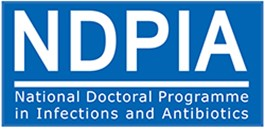 NDPIA
National Doctoral Programme
in Infections and Antibiotics